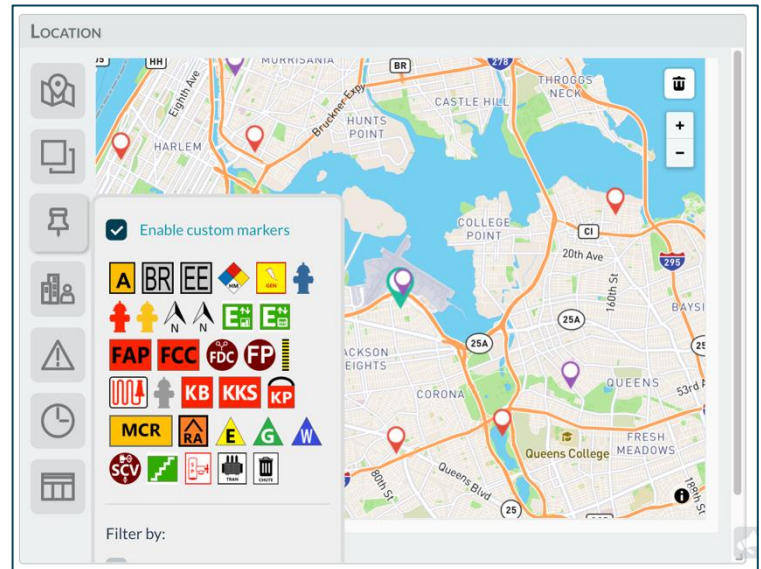 LOCATION
HH
MORRISANIA
BR
278
THROGGS
NECK
Eighth Ave
Bruckner Expy
CASTLE HILL
HUNTS
POINT
HARLEM
+
−
Enable custom markers
COLLEGE
POINT
CI
20th Ave
295
160th St
A BR EE HM GEN
N N E E
25A
BAYSI
FAP FCC FDC FP
25A
JACKSON
HEIGHTS
KB KKS KP
CORONA
QUEENS
53rd A
MCR RA E G W
Queens College
FRESH
MEADOWS
SCV TRAN CHUTE
80th St
Queens Blvd
188th St
25
Filter by: